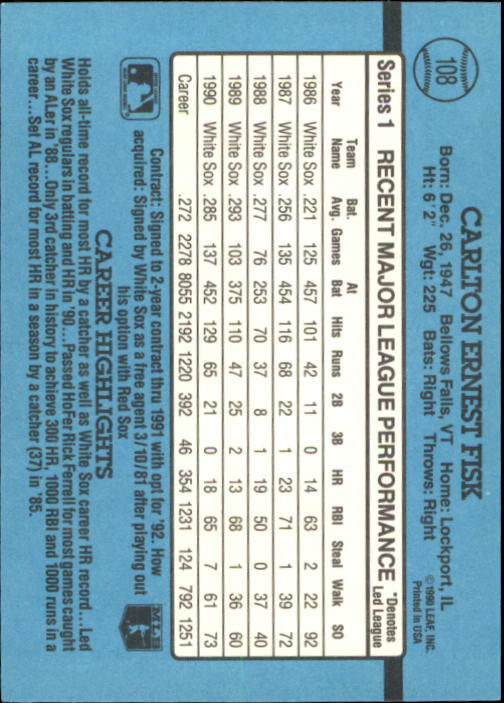 108
CARLTON ERNEST FISK
Born: Dec. 26, 1947 Bellows Falls, VT Home: Lockport, IL
Ht: 6' 2" Wgt: 225 Bats: Right Throws: Right
©1990 LEAF, INC.
Printed in USA
Series 1 RECENT MAJOR LEAGUE PERFORMANCE *Denotes Led League
Year Team Name Bat. Avg. Games At Bat Hits Runs 2B 3B HR RBI Steal Walk SO
1986 White Sox .221 125 457 101 42 11 0 14 63 2 22 92
1987 White Sox .256 135 454 116 68 22 1 23 71 1 39 72
1988 White Sox .277 76 253 70 37 8 1 19 50 0 37 40
1989 White Sox .293 103 375 110 47 25 2 13 68 1 36 60
1990 White Sox .285 137 452 129 65 21 0 18 65 7 61 73
Career .272 2278 8055 2192 1220 392 46 354 1231 124 792 1251
Contract: Signed to 2-year contract thru 1991 with opt for '92. How
acquired: Signed by White Sox as a free agent 3/10/81 after playing out
his option with Red Sox
MLB
CAREER HIGHLIGHTS
Holds all-time record for most HR by a catcher as well as White Sox career HR record...Led
White Sox regulars in batting and HR in '90...Passed HoFer Rick Ferrell for most games caught
by an ALer in '88...Only 3rd catcher in history to achieve 300 HR, 1000 RBI and 1000 runs in a
career...Set AL record for most HR in a season by a catcher (37) in '85.